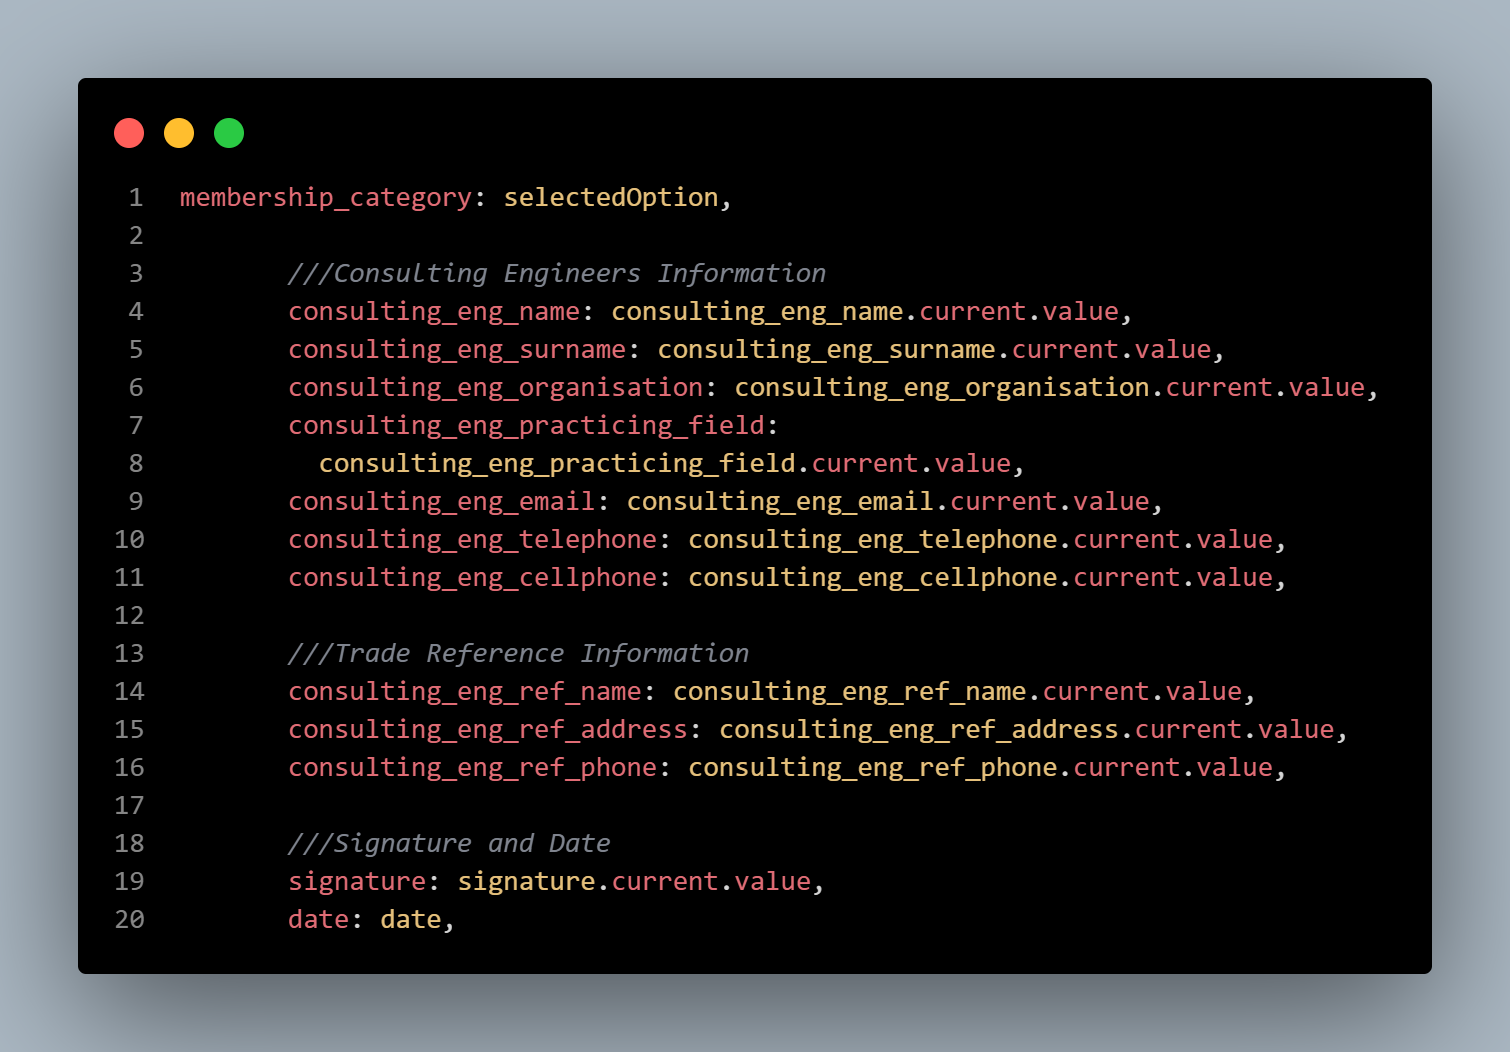 1 membership_category: selectedOption,
2
3 ///Consulting Engineers Information
4 consulting_eng_name: consulting_eng_name.current.value,
5 consulting_eng_surname: consulting_eng_surname.current.value,
6 consulting_eng_organisation: consulting_eng_organisation.current.value,
7 consulting_eng_practicing_field:
8 consulting_eng_practicing_field.current.value,
9 consulting_eng_email: consulting_eng_email.current.value,
10 consulting_eng_telephone: consulting_eng_telephone.current.value,
11 consulting_eng_cellphone: consulting_eng_cellphone.current.value,
12
13 ///Trade Reference Information
14 consulting_eng_ref_name: consulting_eng_ref_name.current.value,
15 consulting_eng_ref_address: consulting_eng_ref_address.current.value,
16 consulting_eng_ref_phone: consulting_eng_ref_phone.current.value,
17
18 ///Signature and Date
19 signature: signature.current.value,
20 date: date,